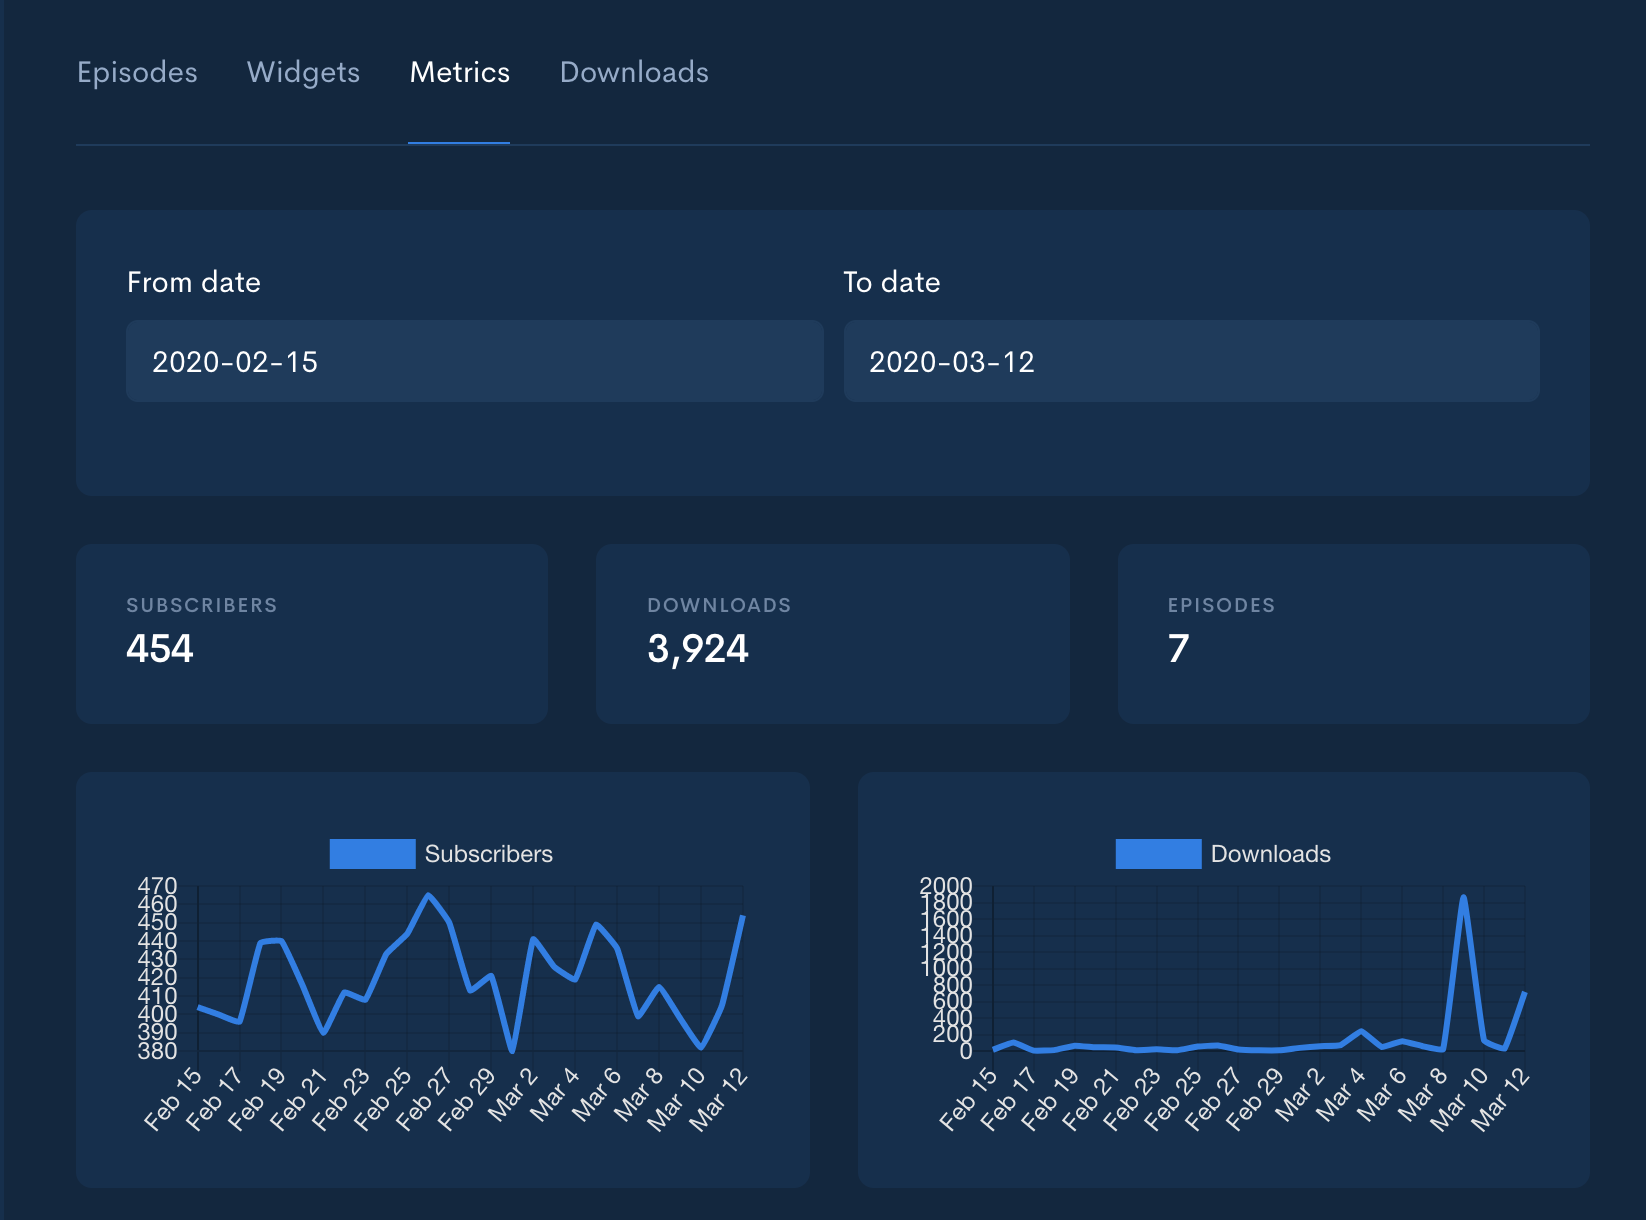 Episodes Widgets Metrics Downloads
From date To date
2020-02-15 2020-03-12
SUBSCRIBERS DOWNLOADS EPISODES
454 3,924 7
Subscribers
470
460
450
440
430
420
410
400
390
380
Feb 15 Feb 17 Feb 19 Feb 21 Feb 23 Feb 25 Feb 27 Feb 29 Mar 2 Mar 4 Mar 6 Mar 8 Mar 10 Mar 12
Downloads
2000
1800
1600
1400
1200
1000
800
600
400
200
0
Feb 15 Feb 17 Feb 19 Feb 21 Feb 23 Feb 25 Feb 27 Feb 29 Mar 2 Mar 4 Mar 6 Mar 8 Mar 10 Mar 12